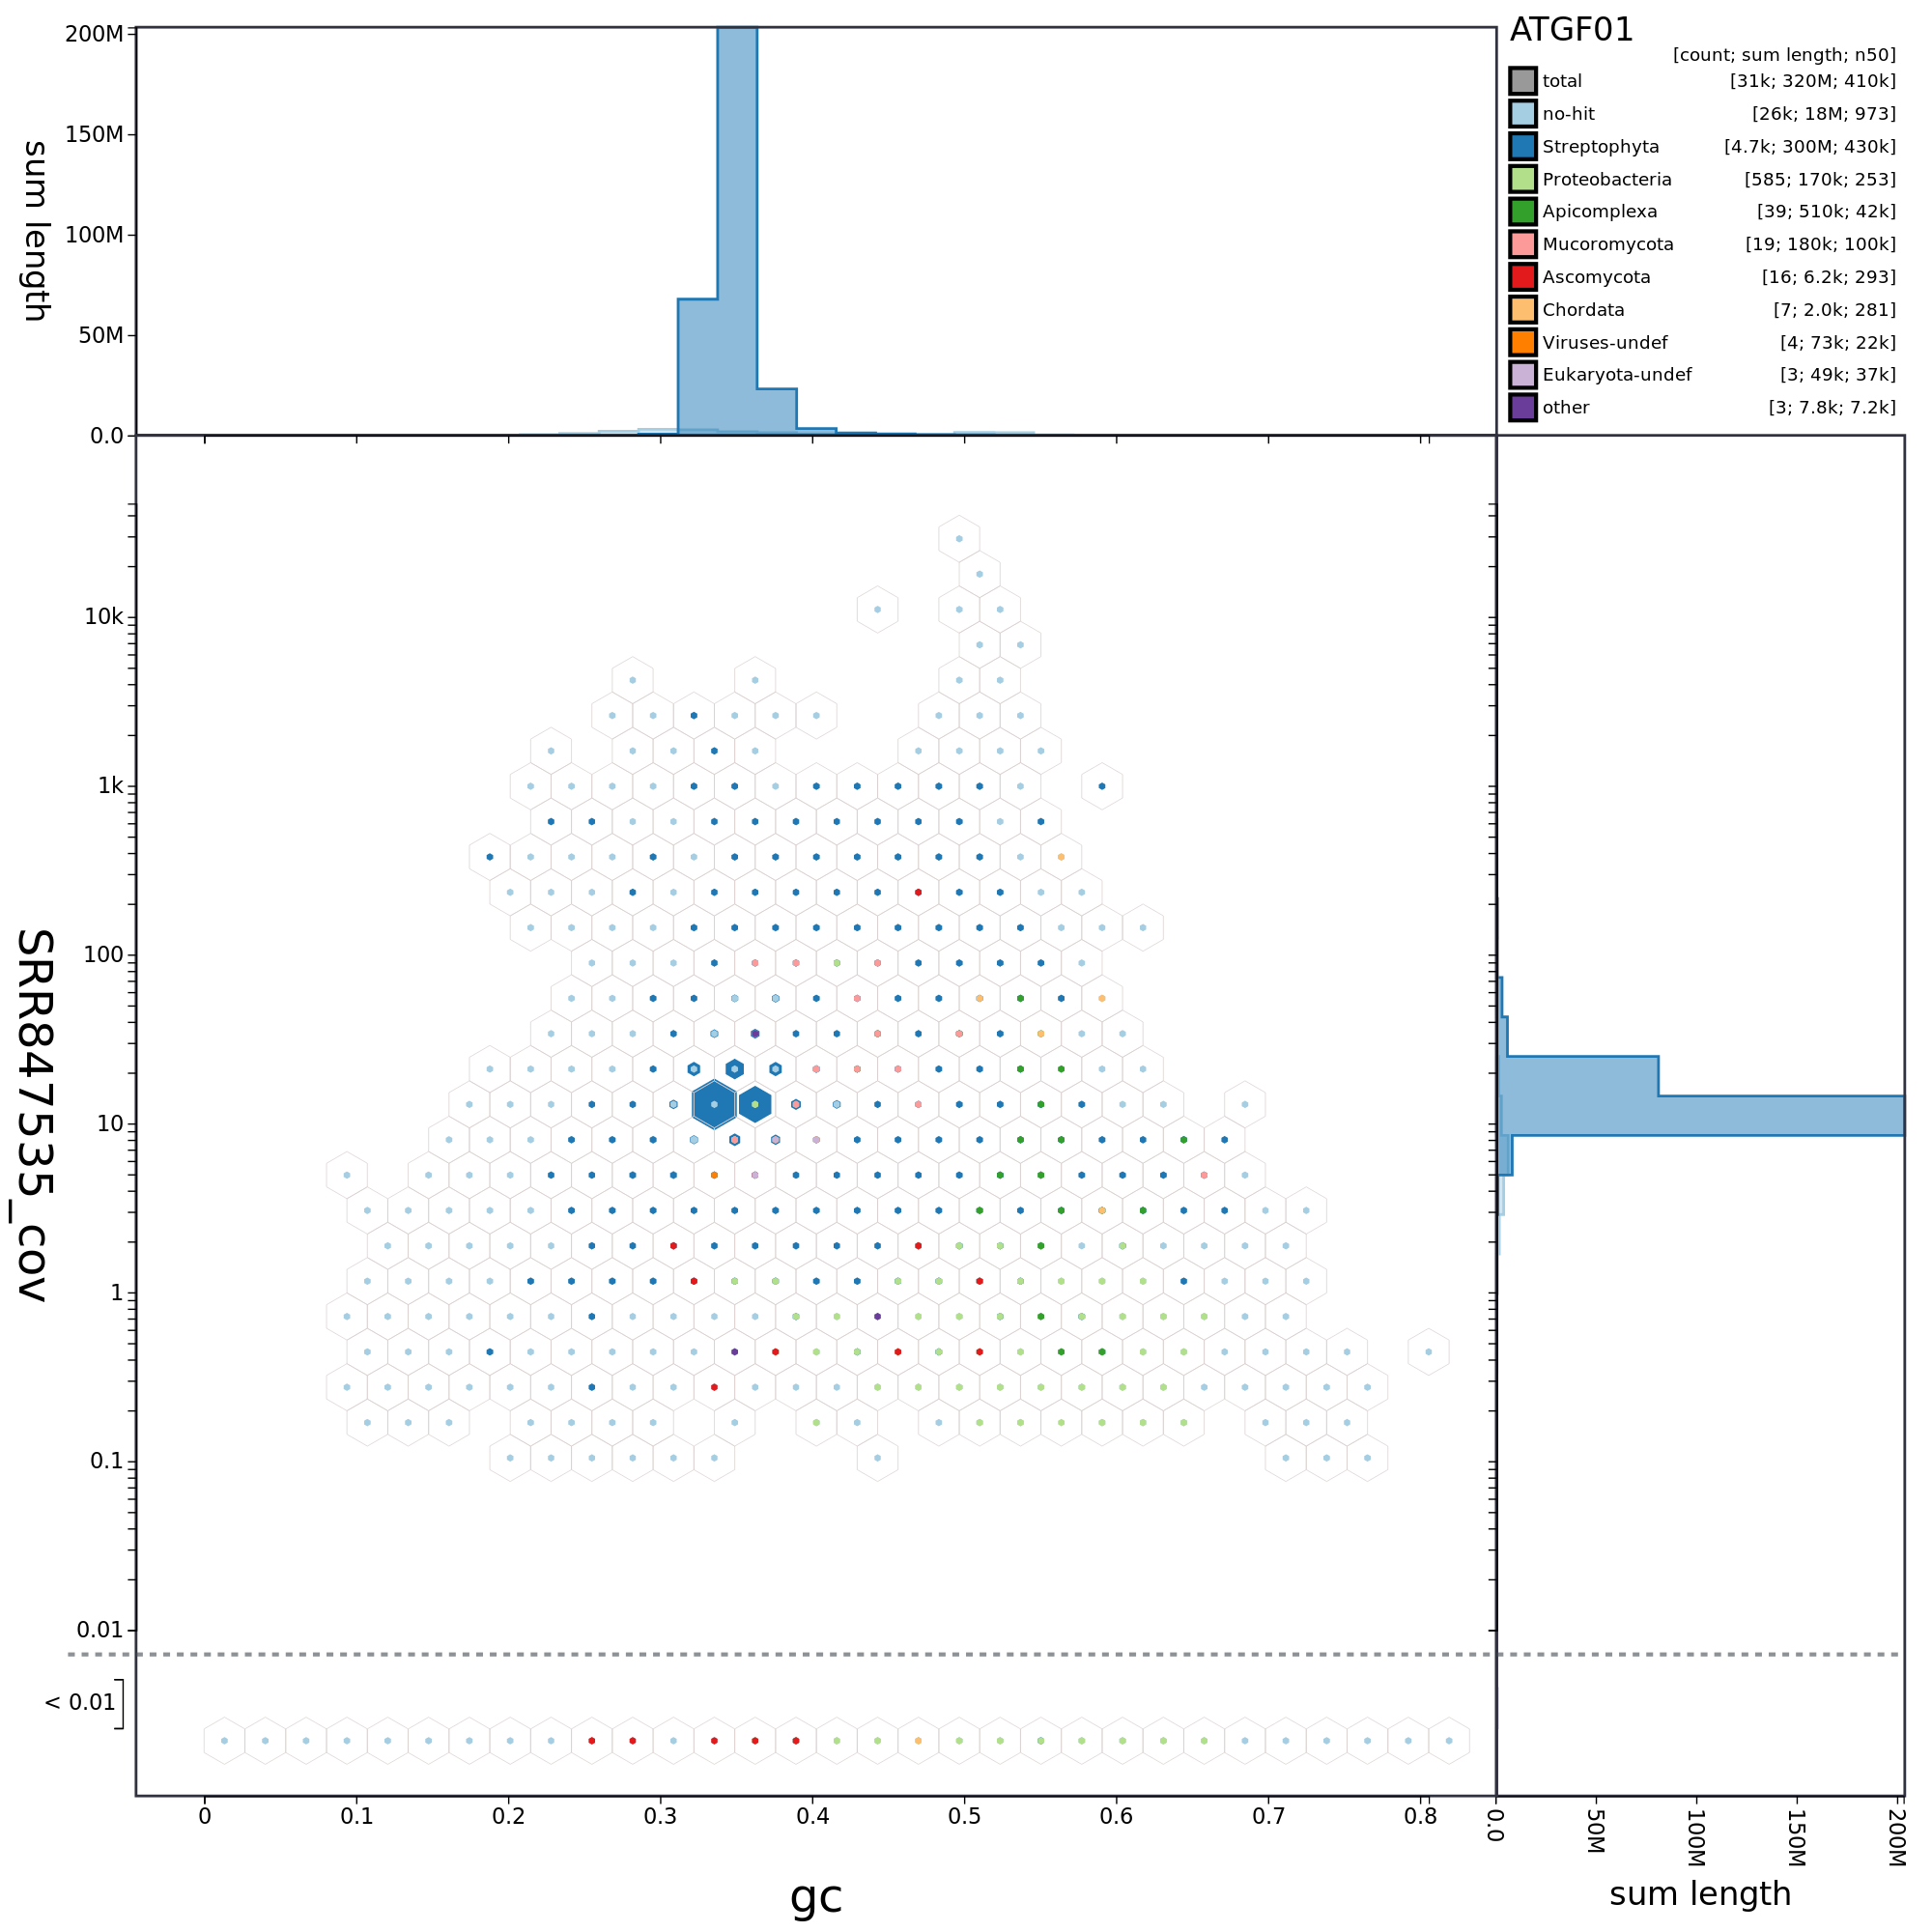 ATGF01
[count; sum length; n50]
total [31k; 320M; 410k]
no-hit [26k; 18M; 973]
Streptophyta [4.7k; 300M; 430k]
Proteobacteria [585; 170k; 253]
Apicomplexa [39; 510k; 42k]
Mucoromycota [19; 180k; 100k]
Ascomycota [16; 6.2k; 293]
Chordata [7; 2.0k; 281]
Viruses-undef [4; 73k; 22k]
Eukaryota-undef [3; 49k; 37k]
other [3; 7.8k; 7.2k]
sum length
200M
150M
100M
50M
0.0
SRR847535_cov
10k
1k
100
10
1
0.1
0.01
< 0.01
0 0.1 0.2 0.3 0.4 0.5 0.6 0.7 0.8
gc
0.0 50M 100M 150M 200M
sum length